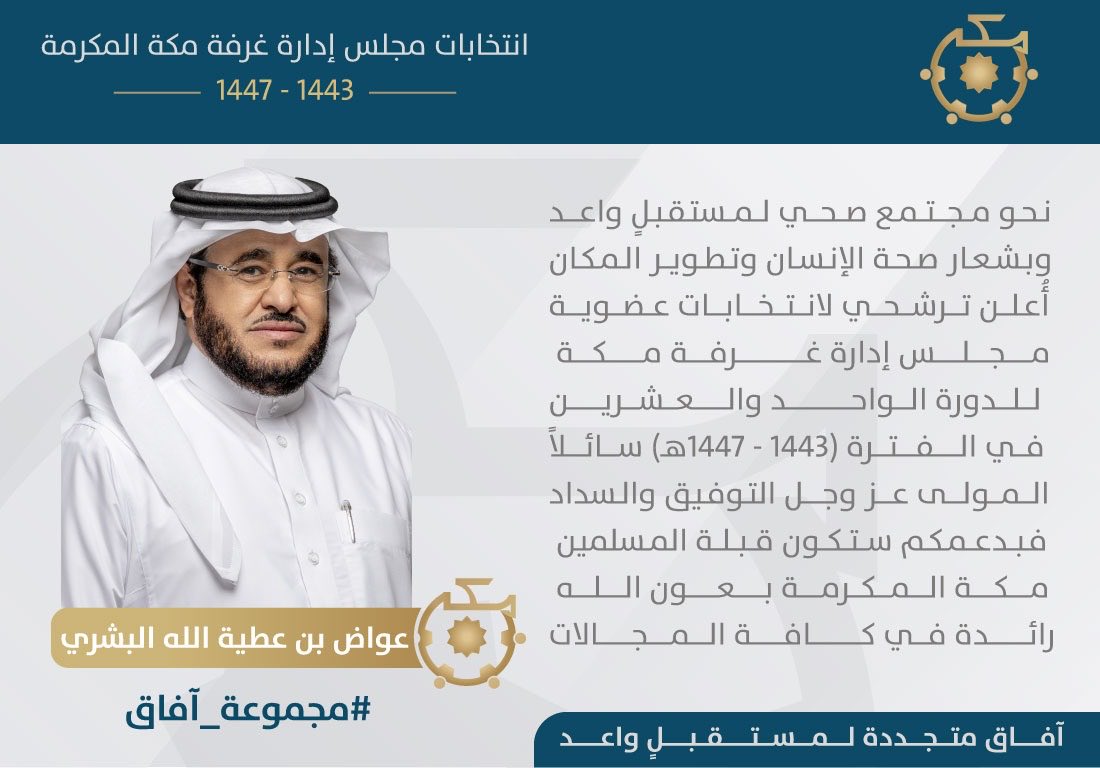 انتخابات مجلس إدارة غرفة مكة المكرمة
1443 - 1447
مكة
نحو مجتمع صحي لمستقبلٍ واعد
وبشعار صحة الإنسان وتطوير المكان
أُعلن ترشحي لانتخابات عضوية
مجلس إدارة غرفة مكة
للدورة الواحد والعشرين
في الفترة (1443 - 1447هـ) سائلاً
المولى عز وجل التوفيق والسداد
فبدعمكم ستكون قبلة المسلمين
مكة المكرمة بعون الله
رائدة في كافة المجالات
مكة
عواض بن عطية الله البشري
#مجموعة_آفاق
آفاق متجددة لمستقبلٍ واعد